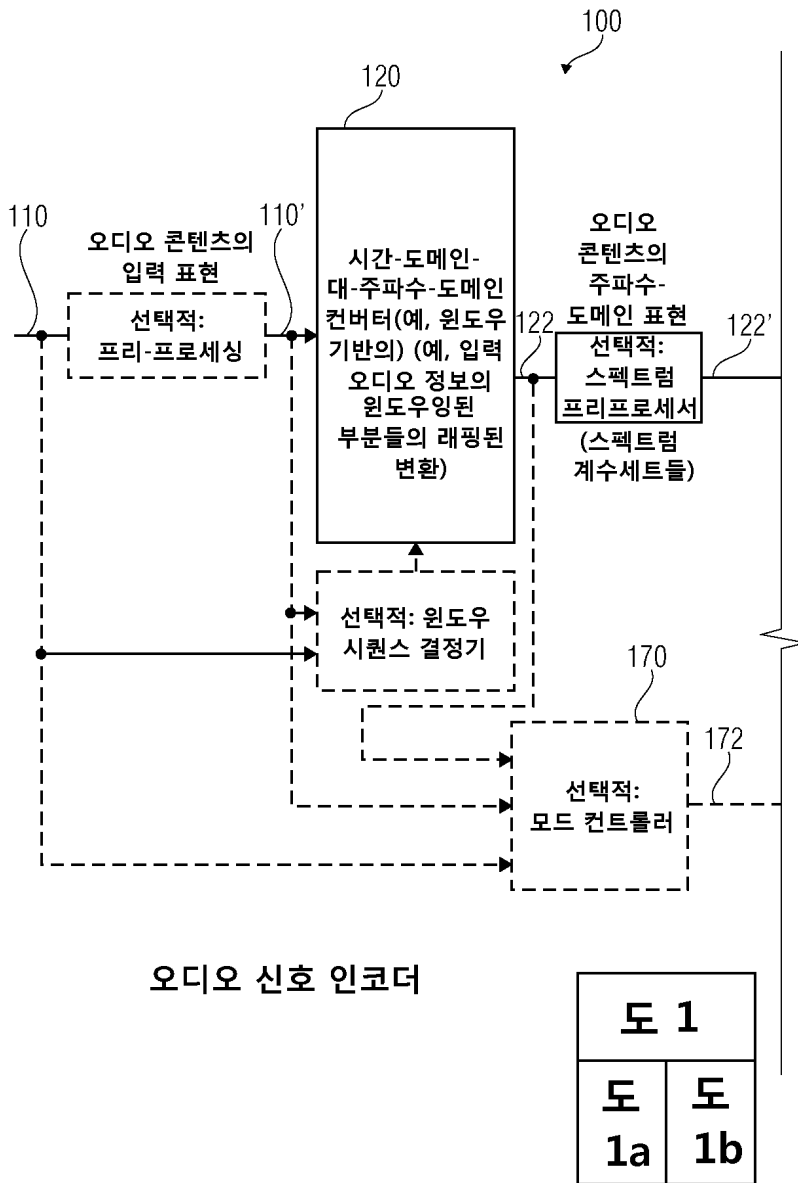 100
120
110
오디오 콘텐츠의
입력 표현
110’
선택적:
프리-프로세싱
시간-도메인-
대-주파수-도메인
컨버터(예, 윈도우
기반의) (예, 입력
오디오 정보의
윈도우잉된
부분들의 래핑된
변환)
122
오디오
콘텐츠의
주파수-
도메인 표현
선택적:
스펙트럼
프리프로세서
(스펙트럼
계수세트들)
122’
선택적: 윈도우
시퀀스 결정기
170
선택적:
모드 컨트롤러
172
오디오 신호 인코더
도 1
도
1a
도
1b